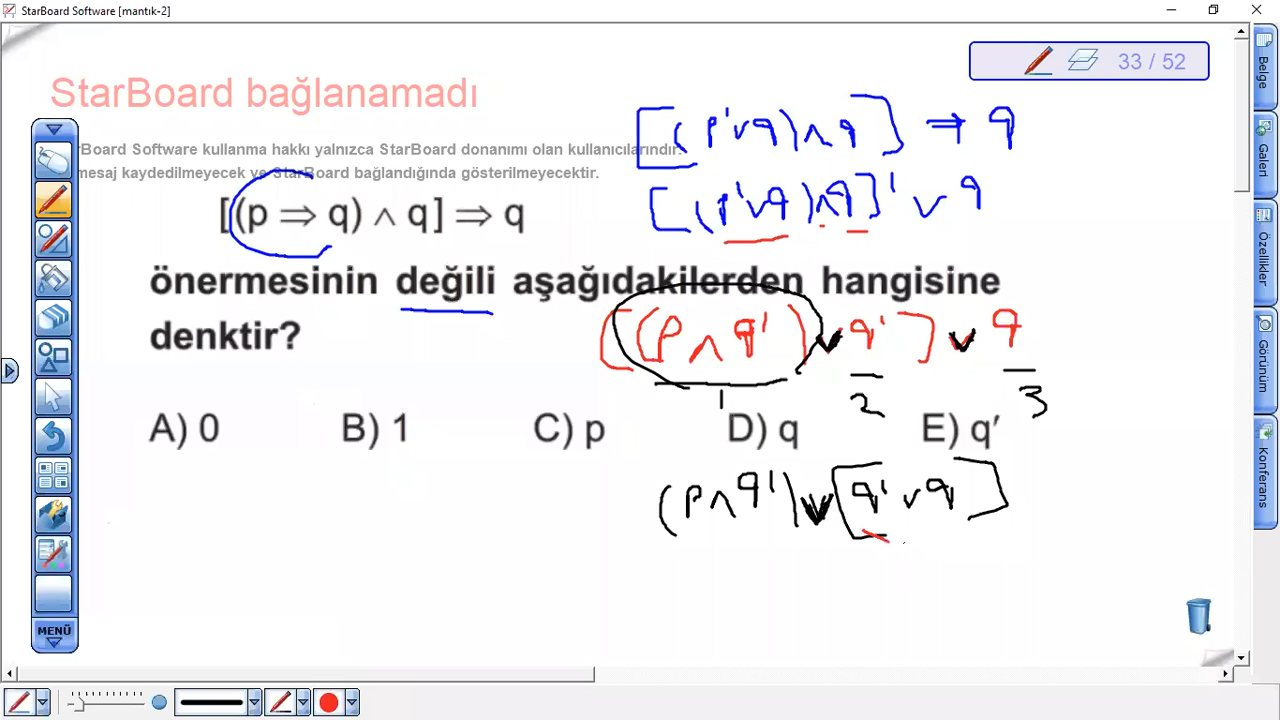 StarBoard Software [mantık-2]
33 / 52
StarBoard bağlanamadı
[(p'∨q)∧q] ⇒ q
rBoard Software kullanma hakkı yalnızca StarBoard donanımı olan kullanıcılarındır.
mesaj kaydedilmeyecek ve StarBoard bağlandığında gösterilmeyecektir.
[(p'∨q)∧q]' ∨ q
[(p ⇒ q) ∧ q] ⇒ q
önermesinin değili aşağıdakilerden hangisine
denktir?
[(p∧q')∨q'] ∨ q
1 2 3
A) 0 B) 1 C) p D) q E) q′
(p∧q')∨[q'∨q]
MENÜ
Belge
Galeri
Özellikler
Görünüm
Konferans